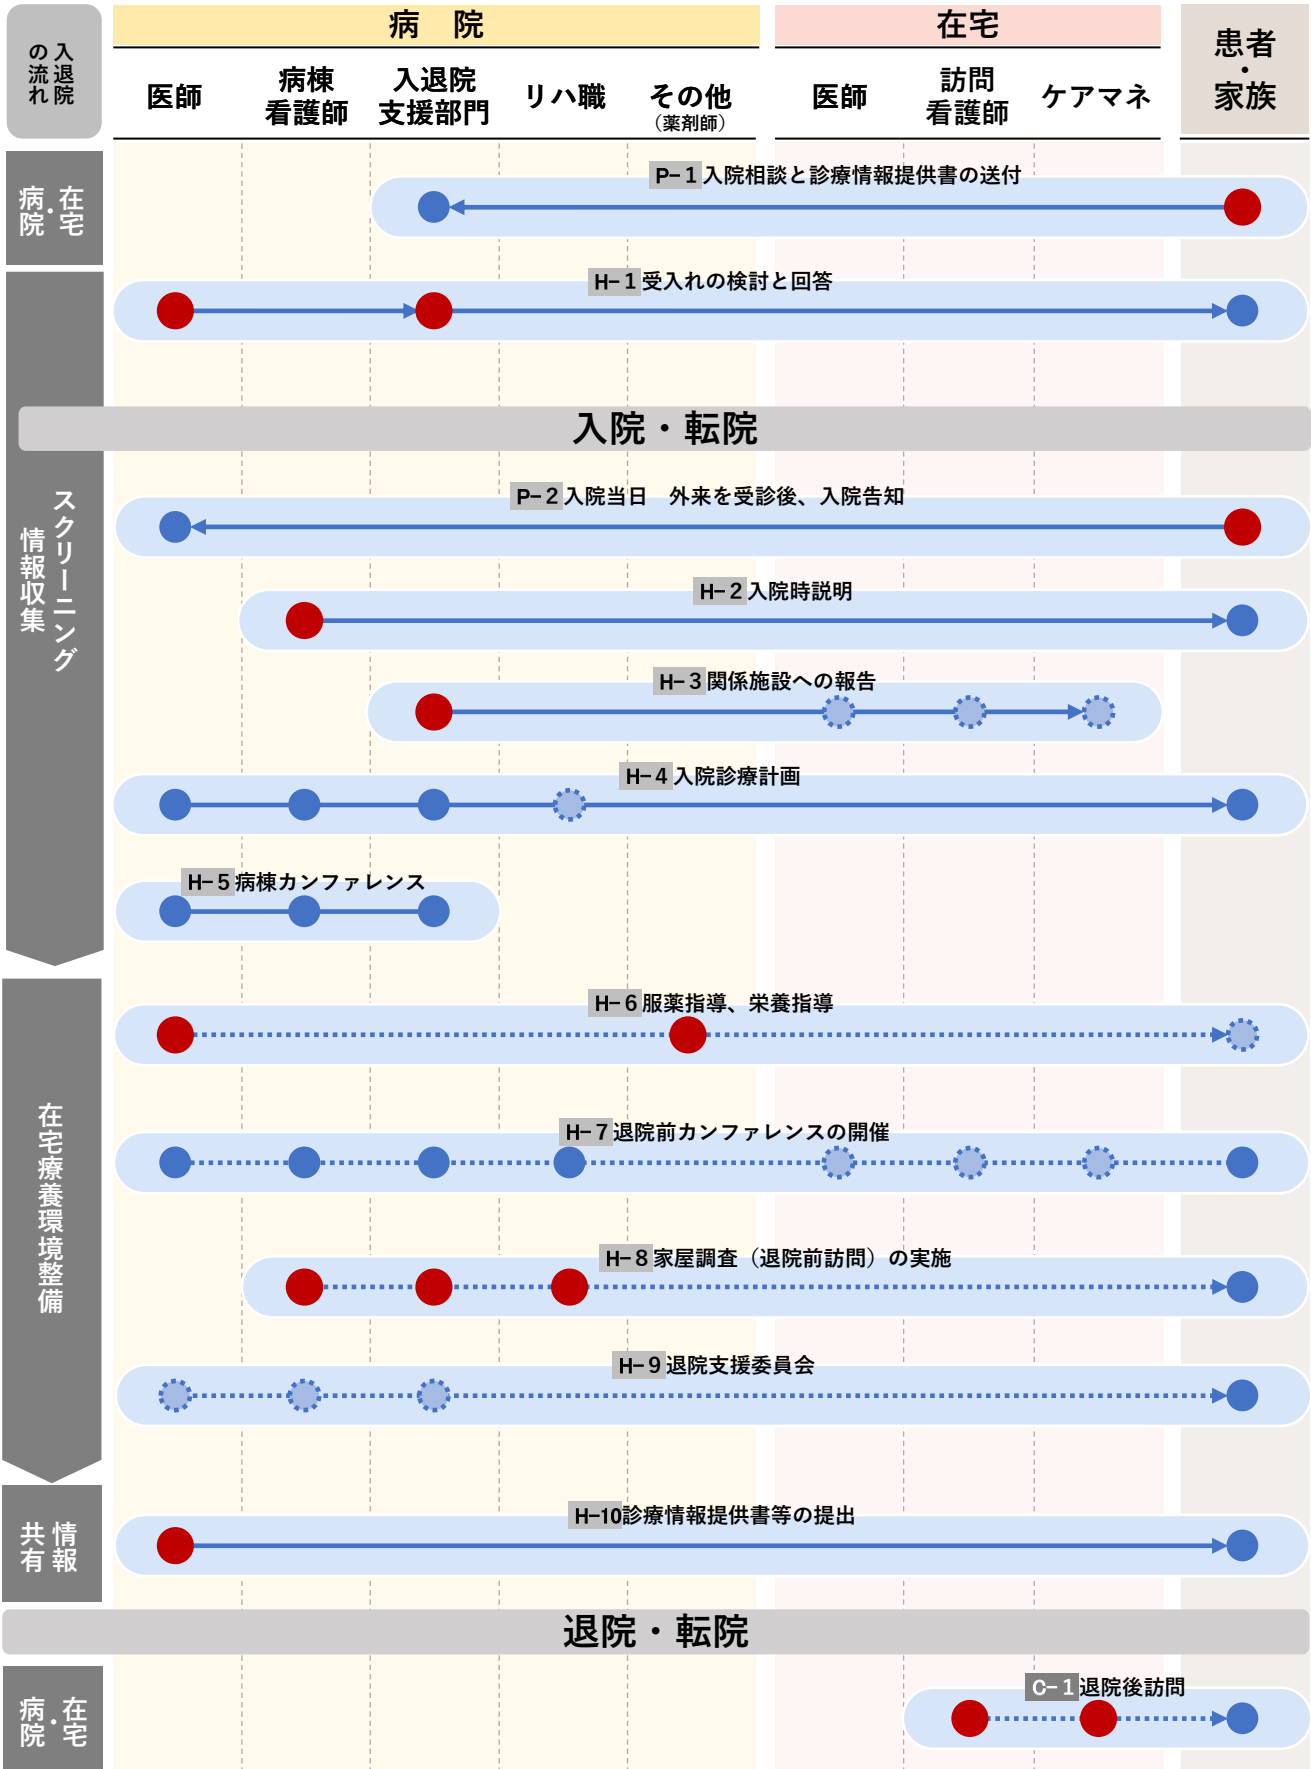 入退院
の流れ
病　院
在宅
患者
・
家族
医師
病棟
看護師
入退院
支援部門
リハ職
その他
（薬剤師）
医師
訪問
看護師
ケアマネ
在宅
・
病院
P－１入院相談と診療情報提供書の送付
H－１受入れの検討と回答
入院・転院
スクリーニング
情報収集
P－２入院当日　外来を受診後、入院告知
H－２入院時説明
H－３関係施設への報告
H－４入院診療計画
H－５病棟カンファレンス
在宅療養環境整備
H－６服薬指導、栄養指導
H－７退院前カンファレンスの開催
H－８家屋調査（退院前訪問）の実施
H－９退院支援委員会
情報
共有
H－10診療情報提供書等の提出
退院・転院
在宅
・
病院
C－１退院後訪問